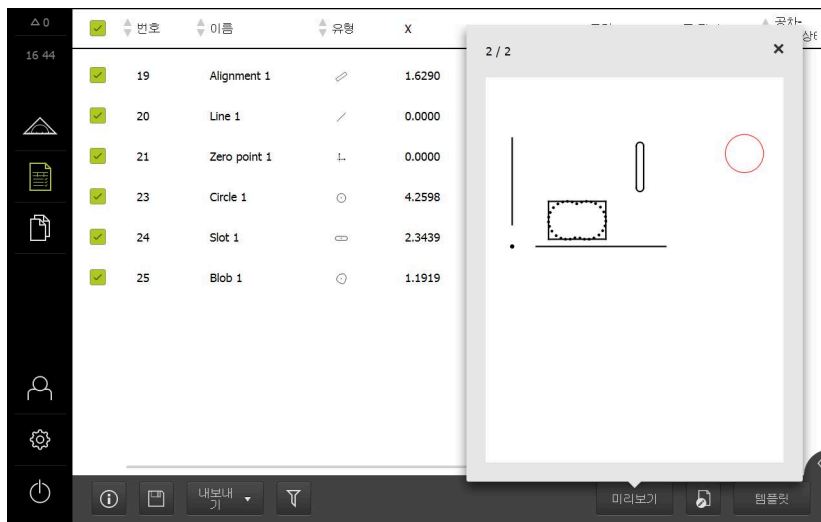 0
16 44
번호
이름
유형
X
공차-
2 / 2
19 Alignment 1 1.6290
20 Line 1 0.0000
21 Zero point 1 0.0000
23 Circle 1 4.2598
24 Slot 1 2.3439
25 Blob 1 1.1919
내보내
기
미리보기
템플릿